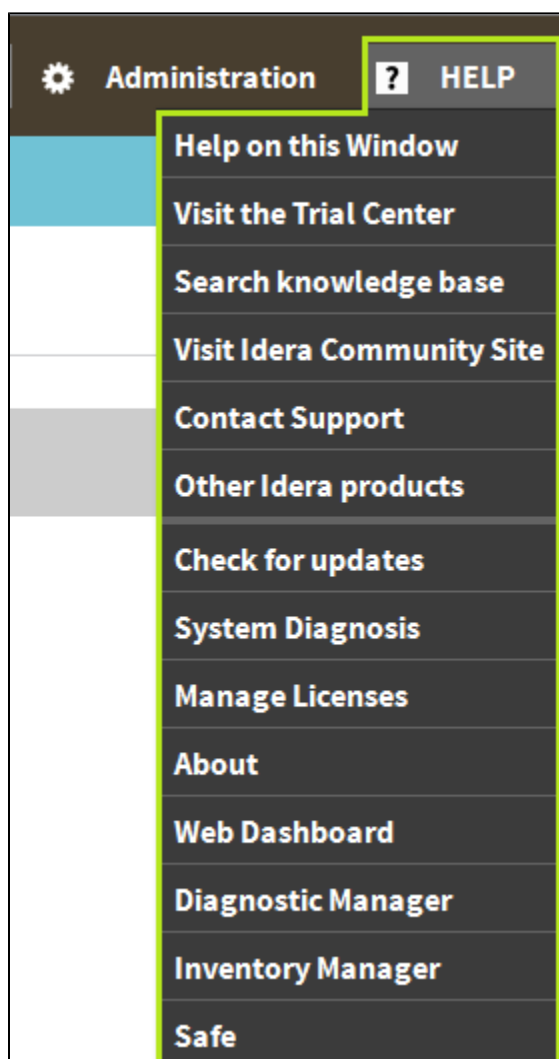 Administration ? HELP
Help on this Window
Visit the Trial Center
Search knowledge base
Visit Idera Community Site
Contact Support
Other Idera products
Check for updates
System Diagnosis
Manage Licenses
About
Web Dashboard
Diagnostic Manager
Inventory Manager
Safe